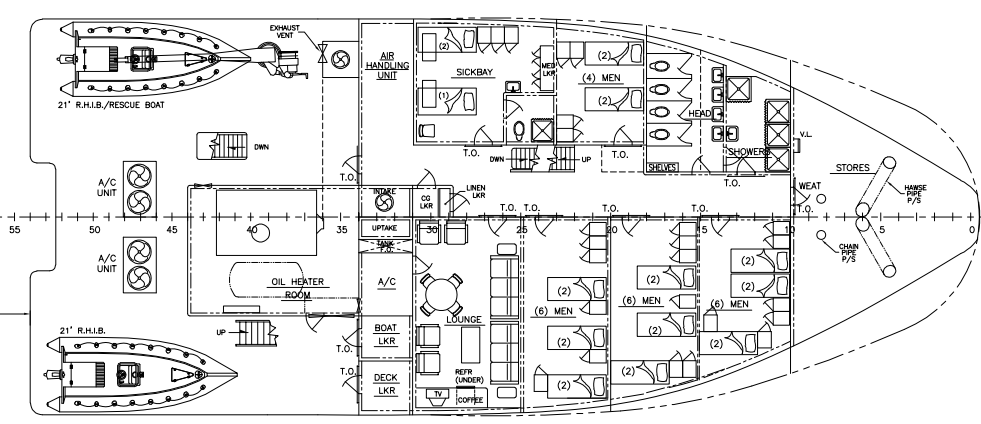 EXHAUST
VENT
21' R.H.I.B./RESCUE BOAT
AIR
HANDLING
UNIT
(2)
SICKBAY
(1)
MED
LKR
(2)
(4) MEN
(2)
HEAD
SHOWERS
SHELVES
V.L.
DWN
T.O.
T.O.
T.O.
DWN
UP
T.O.
A/C
UNIT
INTAKE
CG
LKR
LINEN
LKR
WEAT
T.O.
STORES
HAWSE
PIPE
P/S
T.O.
T.O.
T.O.
T.O.
55
50
45
40
35
30
25
20
15
10
5
0
UPTAKE
TANK
T.O.
A/C
UNIT
CHAIN
PIPE
P/S
OIL HEATER
ROOM
A/C
LOUNGE
(2)
(6) MEN
(2)
(2)
(2)
(6) MEN
(2)
(2)
(2)
(2)
(6) MEN
(2)
21' R.H.I.B.
UP
T.O.
BOAT
LKR
T.O.
DECK
LKR
REFR
(UNDER)
TV
COFFEE